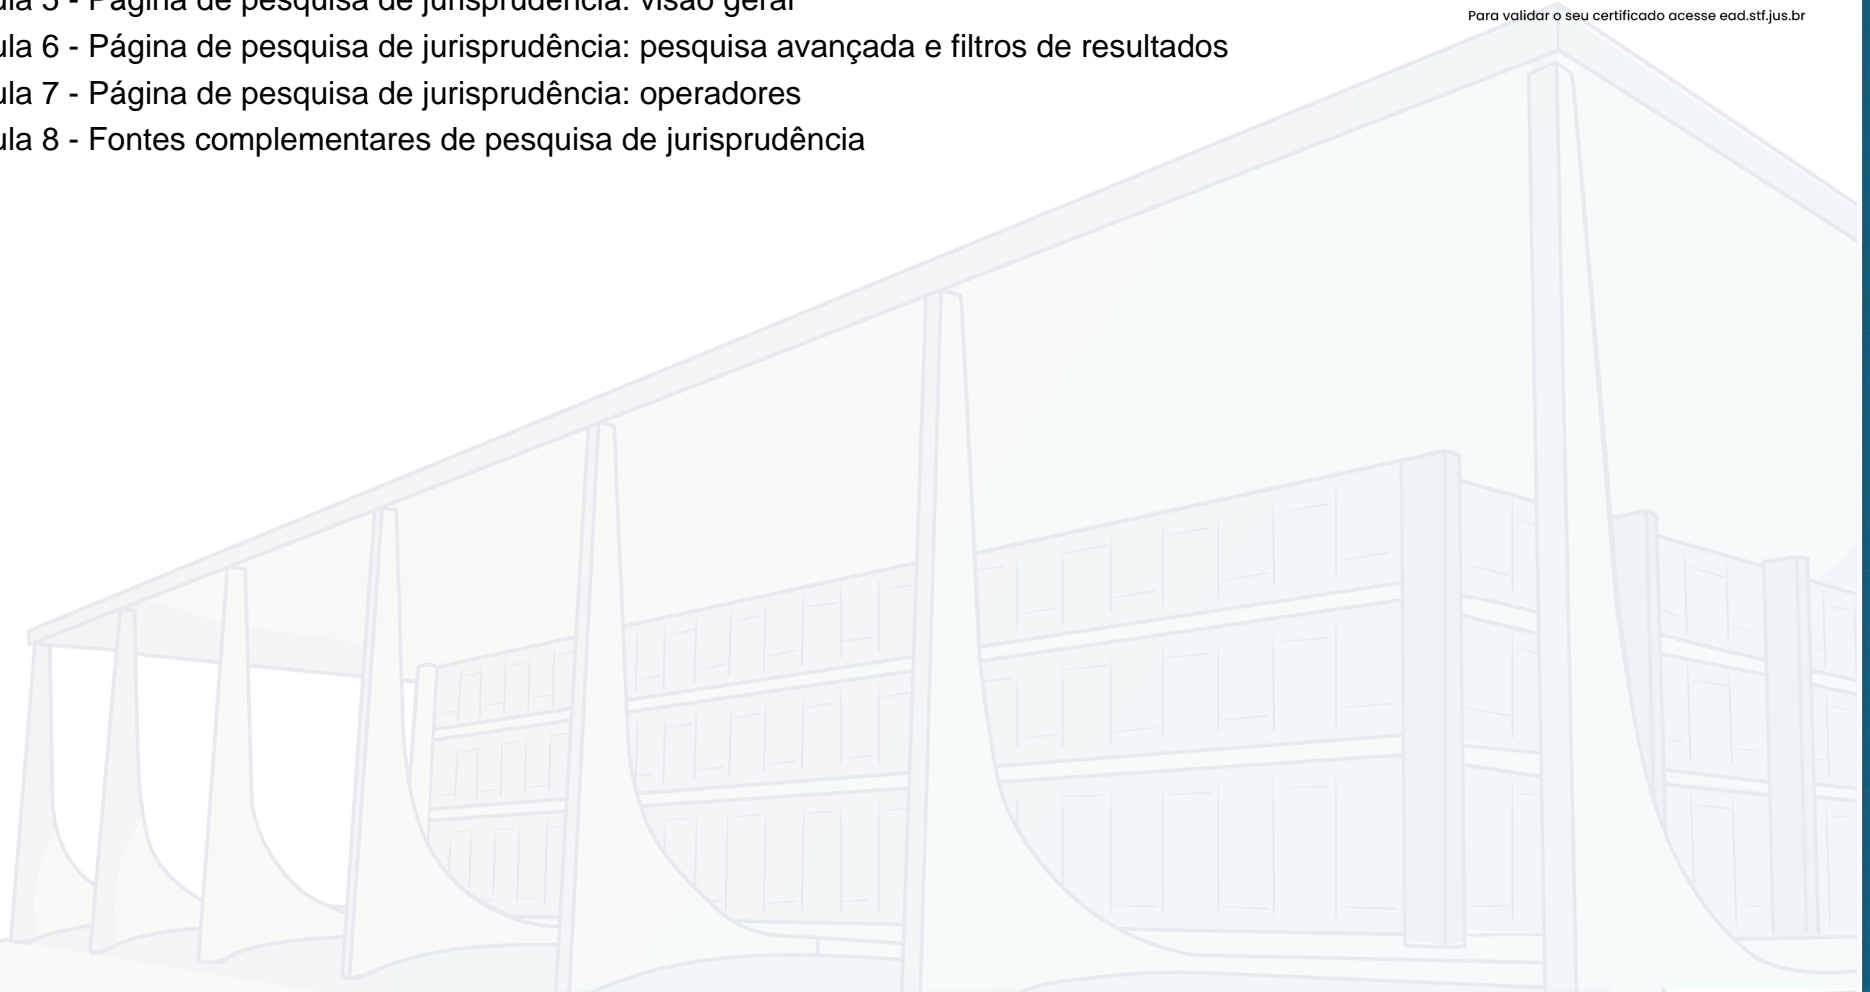 ula 5 - Página de pesquisa de jurisprudência: visão geral
Para validar o seu certificado acesse ead.stf.jus.br
ula 6 - Página de pesquisa de jurisprudência: pesquisa avançada e filtros de resultados
ula 7 - Página de pesquisa de jurisprudência: operadores
ula 8 - Fontes complementares de pesquisa de jurisprudência